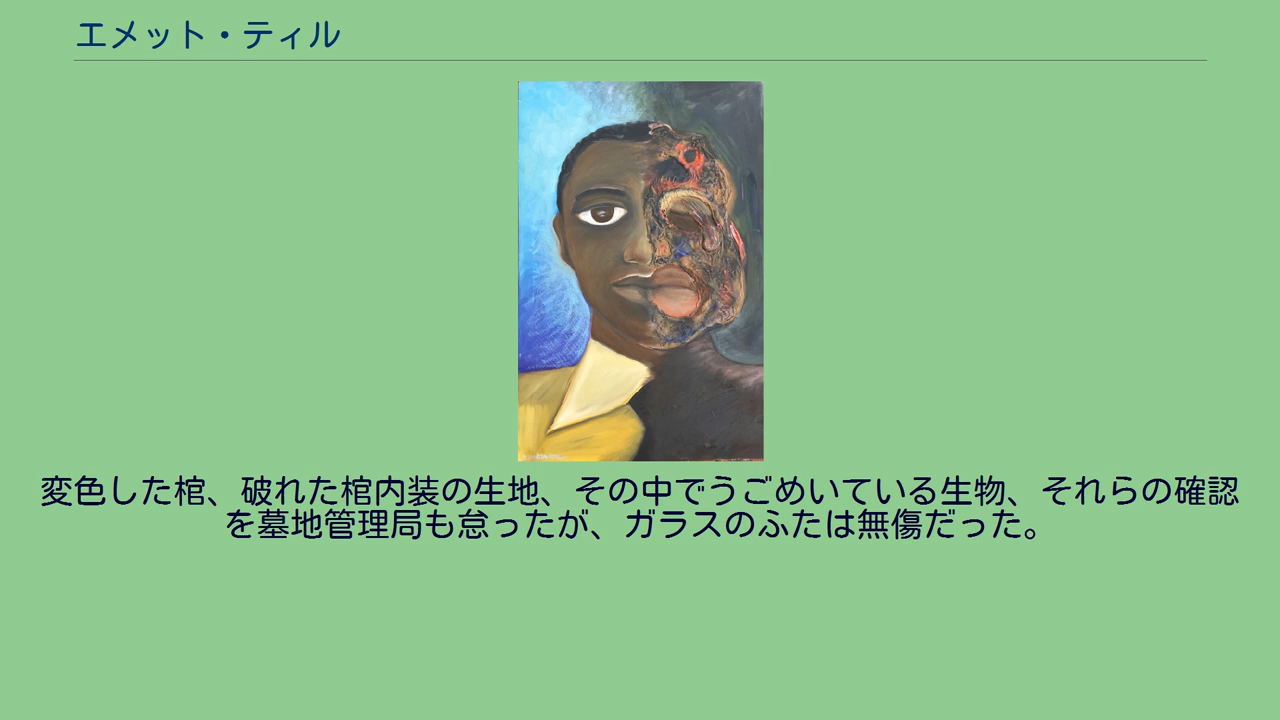 エメット・ティル
変色した棺、破れた棺内装の生地、その中でうごめいている生物、それらの確認
を墓地管理局も怠ったが、ガラスのふたは無傷だった。